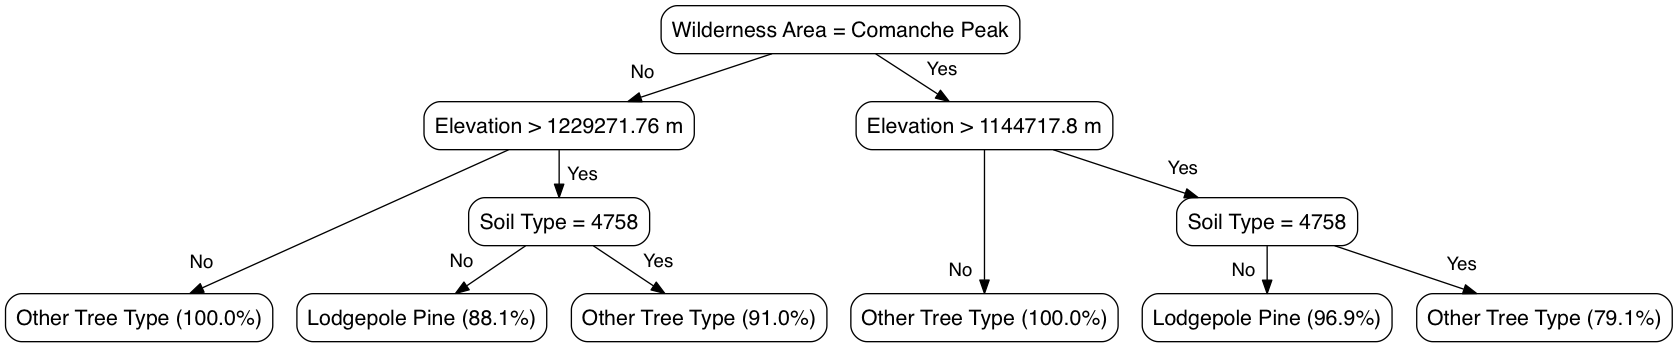 Wilderness Area = Comanche Peak
No
Yes
Elevation > 1229271.76 m
Elevation > 1144717.8 m
Yes
Yes
Soil Type = 4758
Soil Type = 4758
No
No
Yes
No
No
Yes
Other Tree Type (100.0%)
Lodgepole Pine (88.1%)
Other Tree Type (91.0%)
Other Tree Type (100.0%)
Lodgepole Pine (96.9%)
Other Tree Type (79.1%)